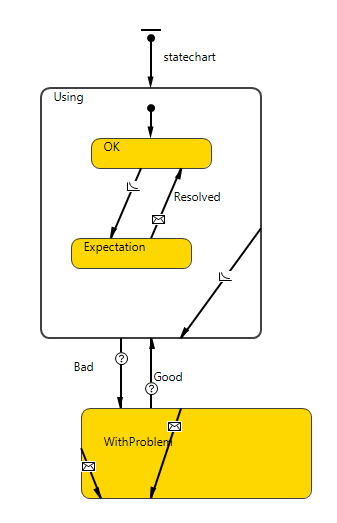 statechart
Using
OK
Resolved
Expectation
Bad
?
Good
?
WithProblem